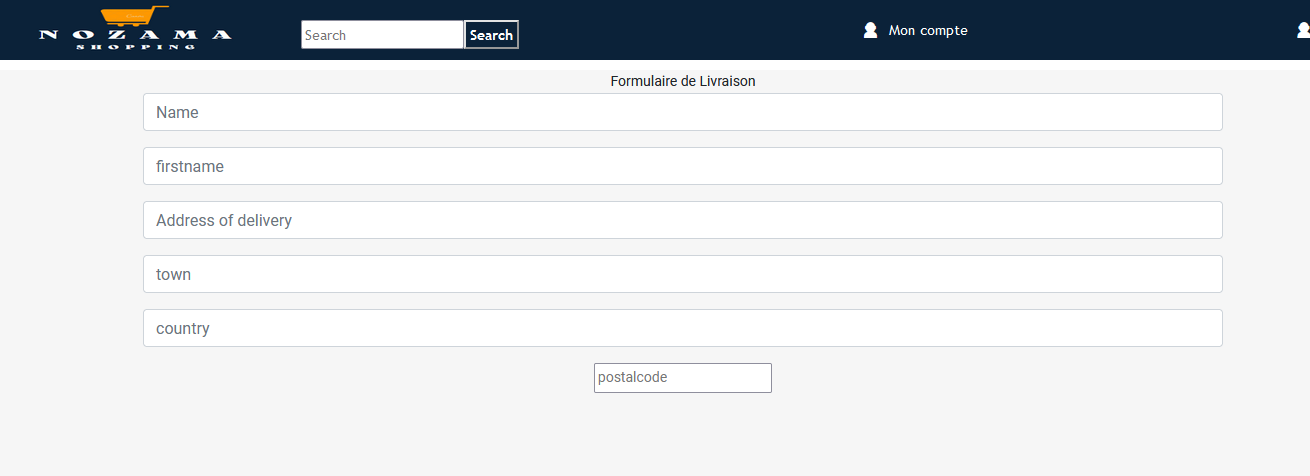 NOZAMA
SHOPPING
Search
Search
Mon compte
Formulaire de Livraison
Name
firstname
Address of delivery
town
country
postalcode